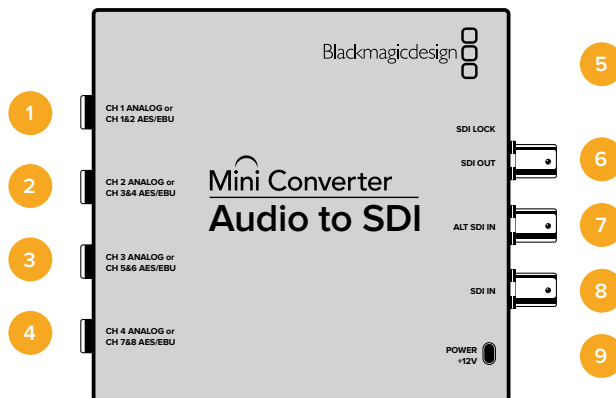 Blackmagicdesign
1
CH 1 ANALOG or
CH 1&2 AES/EBU
2
CH 2 ANALOG or
CH 3&4 AES/EBU
3
CH 3 ANALOG or
CH 5&6 AES/EBU
4
CH 4 ANALOG or
CH 7&8 AES/EBU
Mini Converter
Audio to SDI
5
SDI LOCK
SDI OUT
6
ALT SDI IN
7
SDI IN
8
POWER
+12V
9